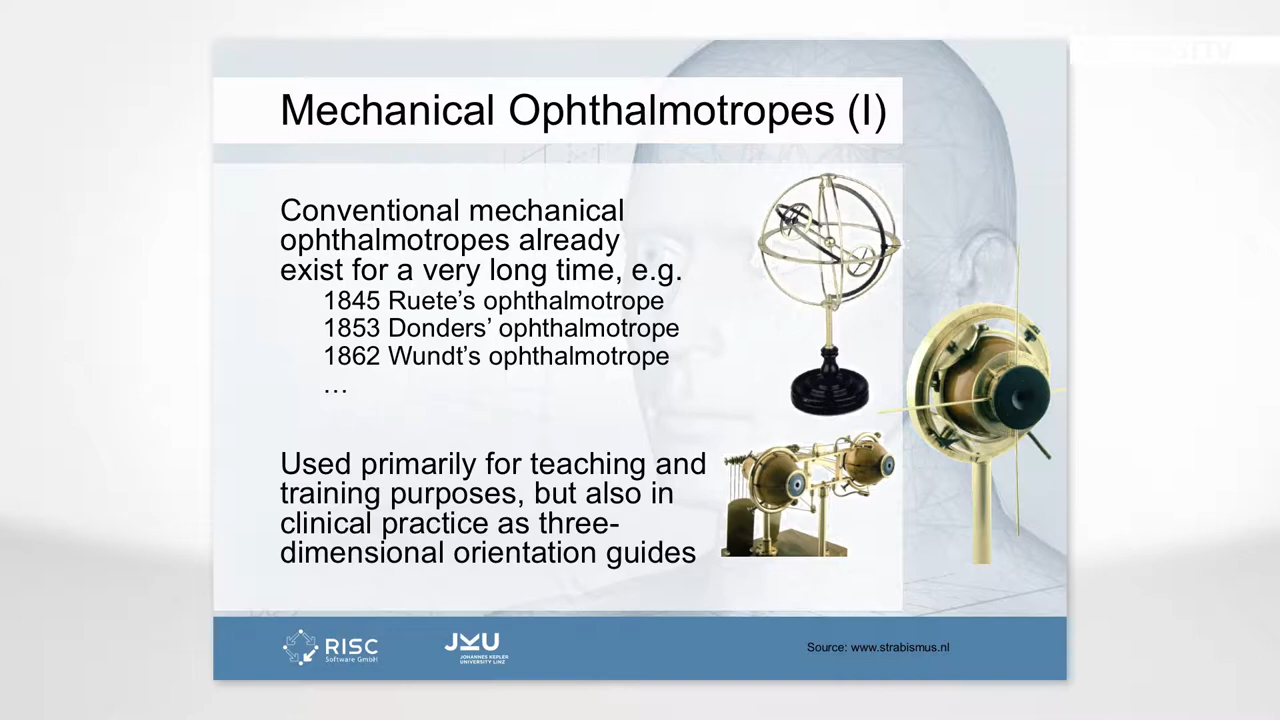 Mechanical Ophthalmotropes (I)
Conventional mechanical
ophthalmotropes already
exist for a very long time, e.g.
1845 Ruete’s ophthalmotrope
1853 Donders’ ophthalmotrope
1862 Wundt’s ophthalmotrope
…
Used primarily for teaching and
training purposes, but also in
clinical practice as three-
dimensional orientation guides
RISC
Software GmbH
JKU
JOHANNES KEPLER
UNIVERSITY LINZ
Source: www.strabismus.nl